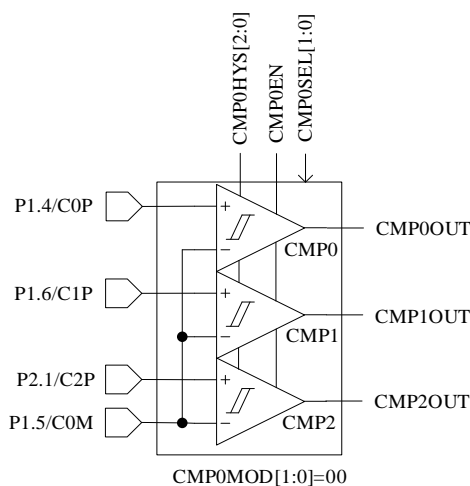 CMP0HYS[2:0]
CMP0EN
CMP0SEL[1:0]
P1.4/C0P
+
−
CMP0
CMP0OUT
P1.6/C1P
+
−
CMP1
CMP1OUT
P2.1/C2P
+
−
CMP2
CMP2OUT
P1.5/C0M
CMP0MOD[1:0]=00